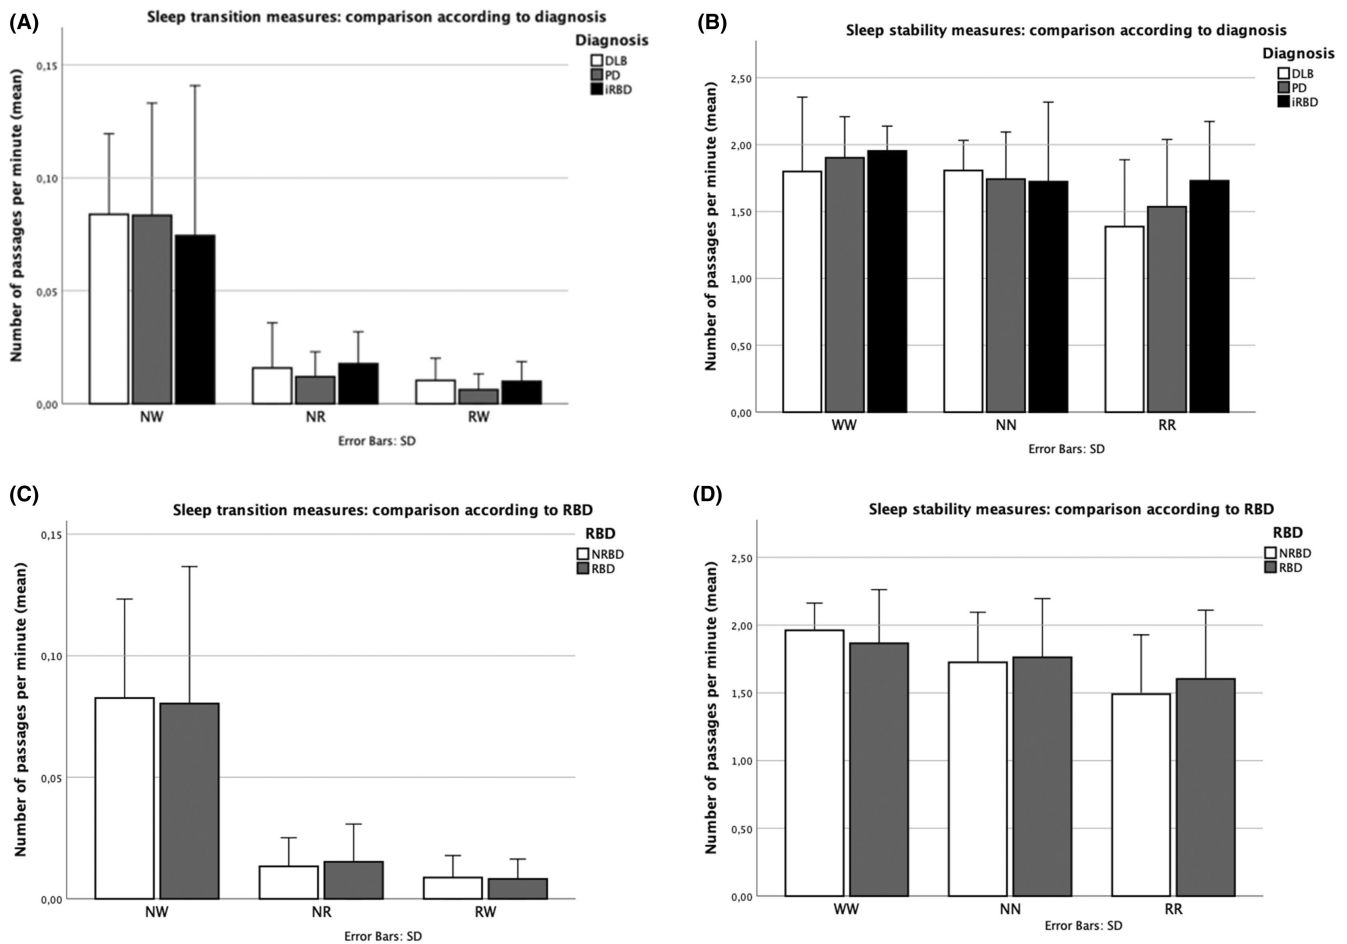 (A)
Sleep transition measures: comparison according to diagnosis
Diagnosis
DLB
PD
iRBD
Number of passages per minute (mean)
0,15
0,10
0,05
0,00
NW
NR
RW
Error Bars: SD
(B)
Sleep stability measures: comparison according to diagnosis
Diagnosis
DLB
PD
iRBD
Number of passages per minute (mean)
2,50
2,00
1,50
1,00
0,50
0,00
WW
NN
RR
Error Bars: SD
(C)
Sleep transition measures: comparison according to RBD
RBD
NRBD
RBD
Number of passages per minute (mean)
0,15
0,10
0,05
0,00
NW
NR
RW
Error Bars: SD
(D)
Sleep stability measures: comparison according to RBD
RBD
NRBD
RBD
Number of passages per minute (mean)
2,50
2,00
1,50
1,00
0,50
0,00
WW
NN
RR
Error Bars: SD